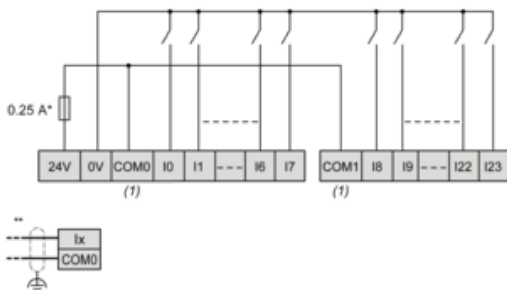 0.25 A*
24V 0V COM0 I0 I1 I6 I7 COM1 I8 I9 I22 I23
(1) (1)
**
Ix
COM0